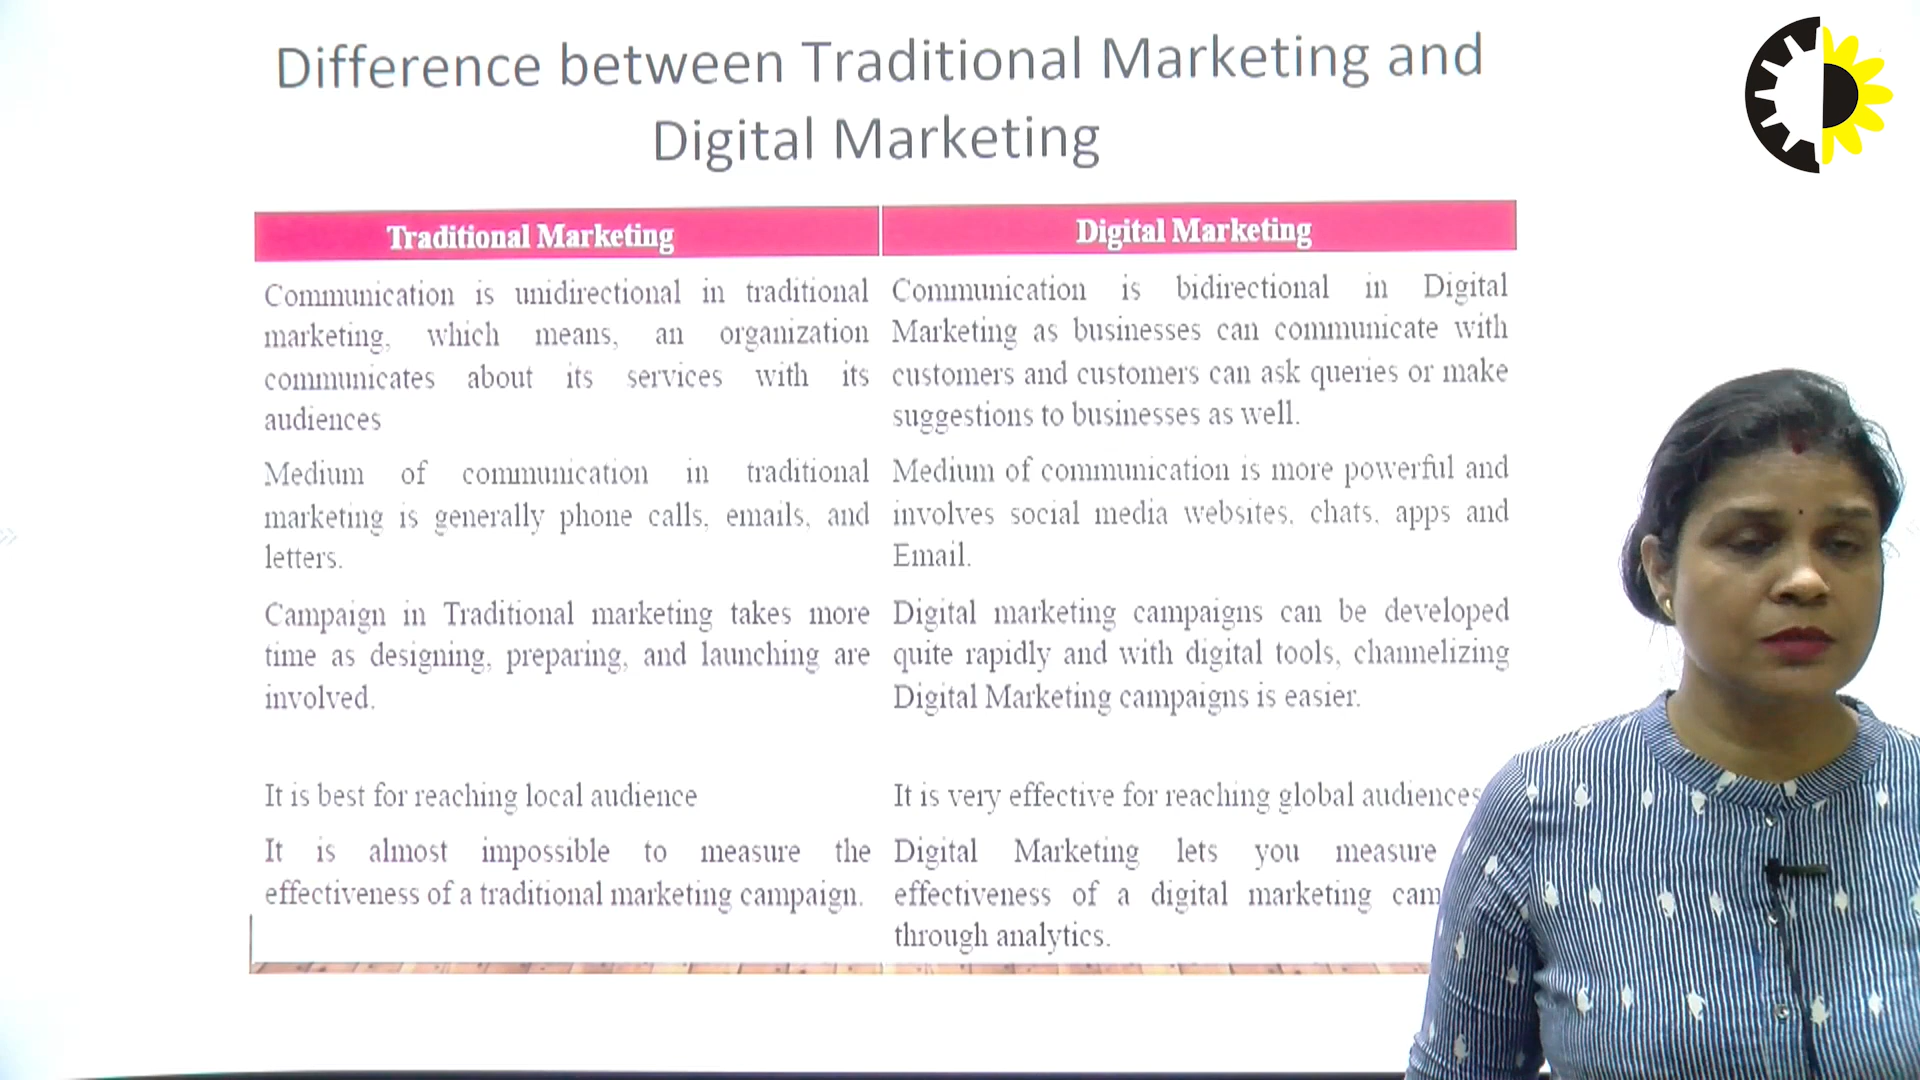 Difference between Traditional Marketing and
Digital Marketing
Traditional Marketing
Digital Marketing
Communication is unidirectional in traditional
marketing, which means, an organization
communicates about its services with its
audiences
Communication is bidirectional in Digital
Marketing as businesses can communicate with
customers and customers can ask queries or make
suggestions to businesses as well.
Medium of communication in traditional
marketing is generally phone calls, emails, and
letters.
Medium of communication is more powerful and
involves social media websites, chats, apps and
Email.
Campaign in Traditional marketing takes more
time as designing, preparing, and launching are
involved.
Digital marketing campaigns can be developed
quite rapidly and with digital tools, channelizing
Digital Marketing campaigns is easier.
It is best for reaching local audience
It is very effective for reaching global audiences
It is almost impossible to measure the
effectiveness of a traditional marketing campaign.
Digital Marketing lets you measure
effectiveness of a digital marketing cam
through analytics.